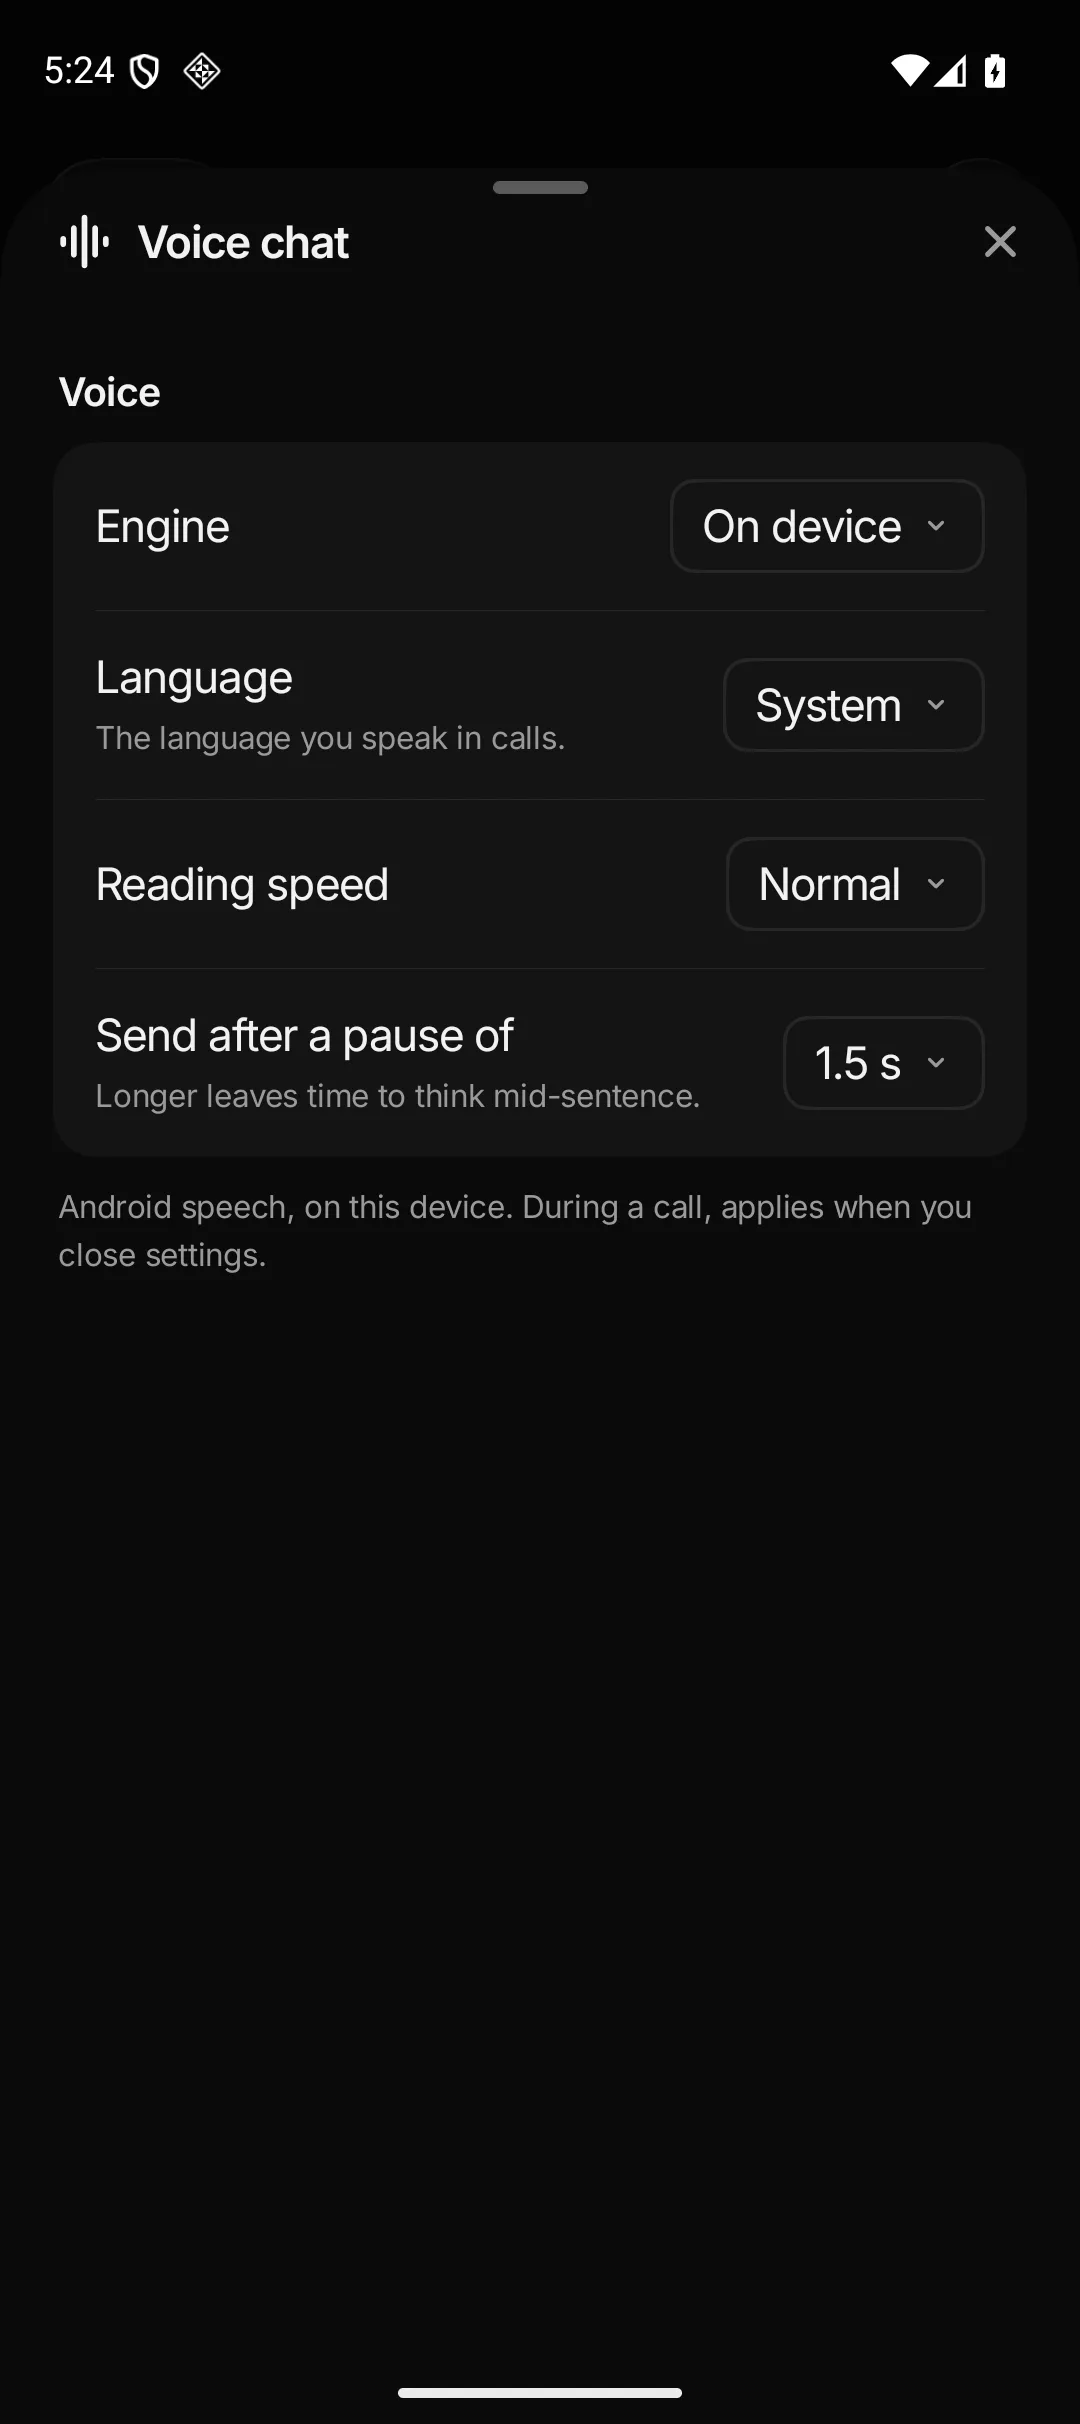 5:24
Voice chat
Voice
Engine
On device
Language
The language you speak in calls.
System
Reading speed
Normal
Send after a pause of
Longer leaves time to think mid-sentence.
1.5 s
Android speech, on this device. During a call, applies when you
close settings.